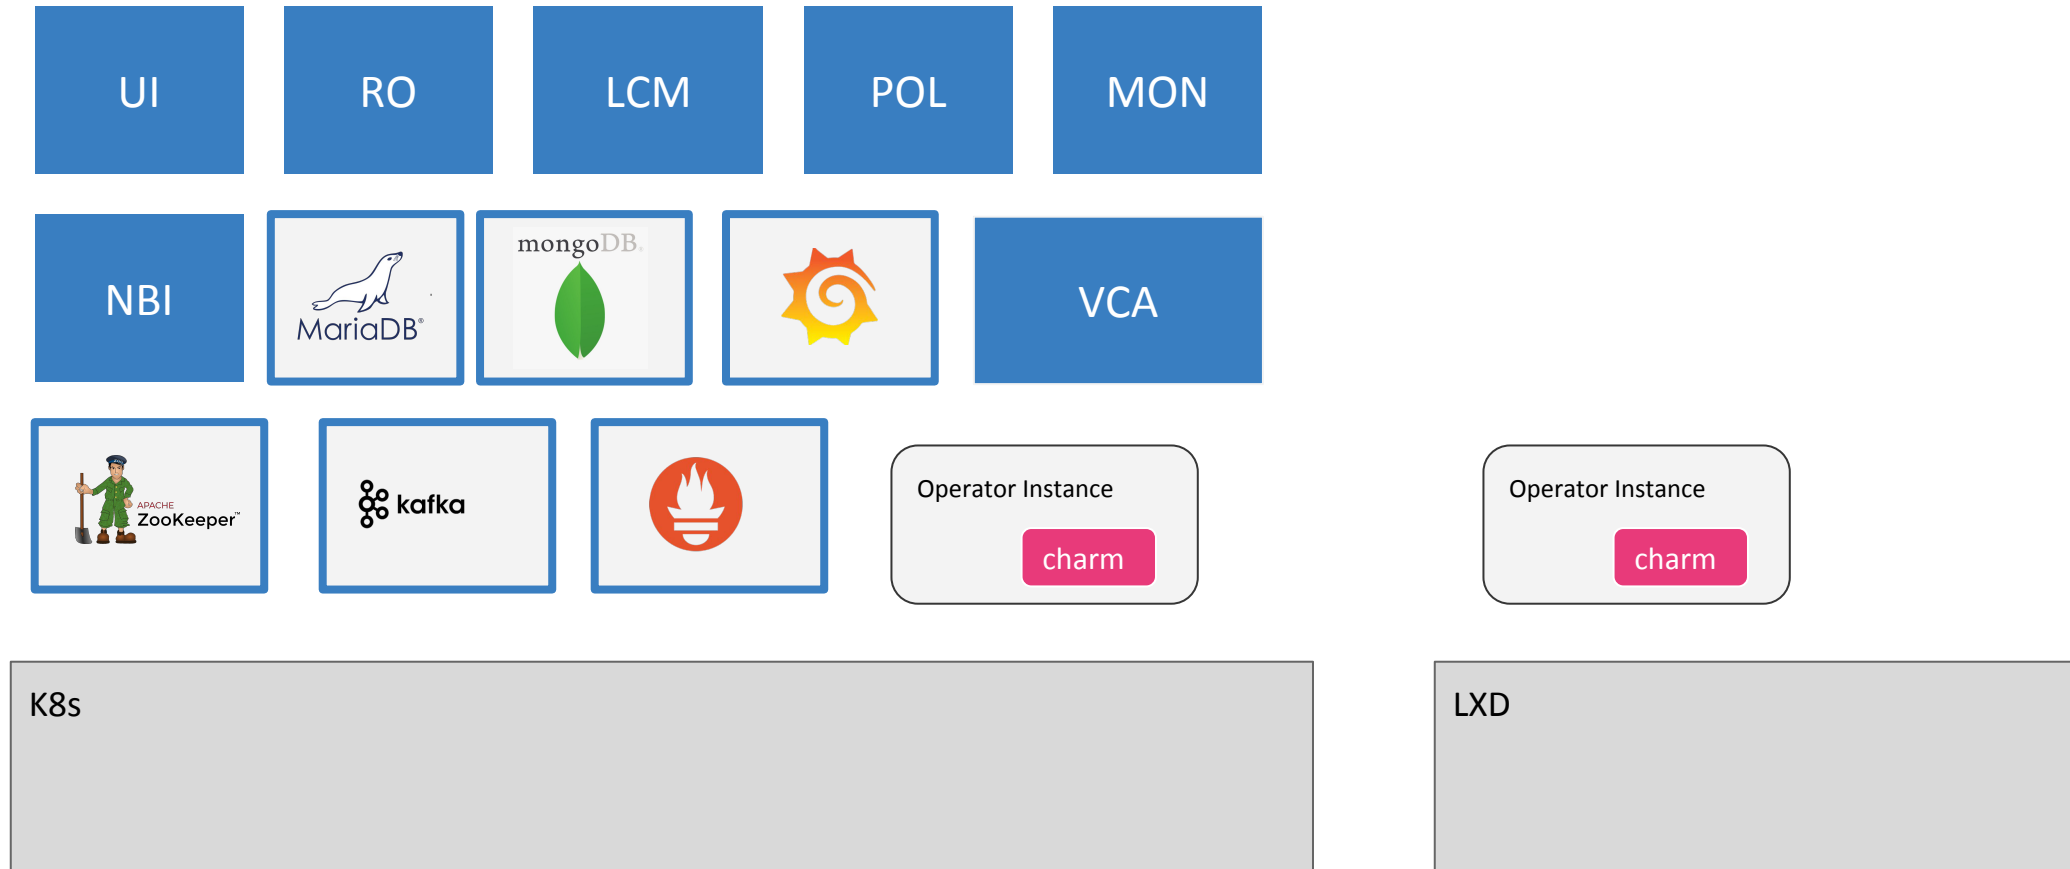 UI
RO
LCM
POL
MON
NBI
MariaDB®
mongoDB.
VCA
APACHE
ZooKeeper™
kafka
Operator Instance
charm
Operator Instance
charm
K8s
LXD